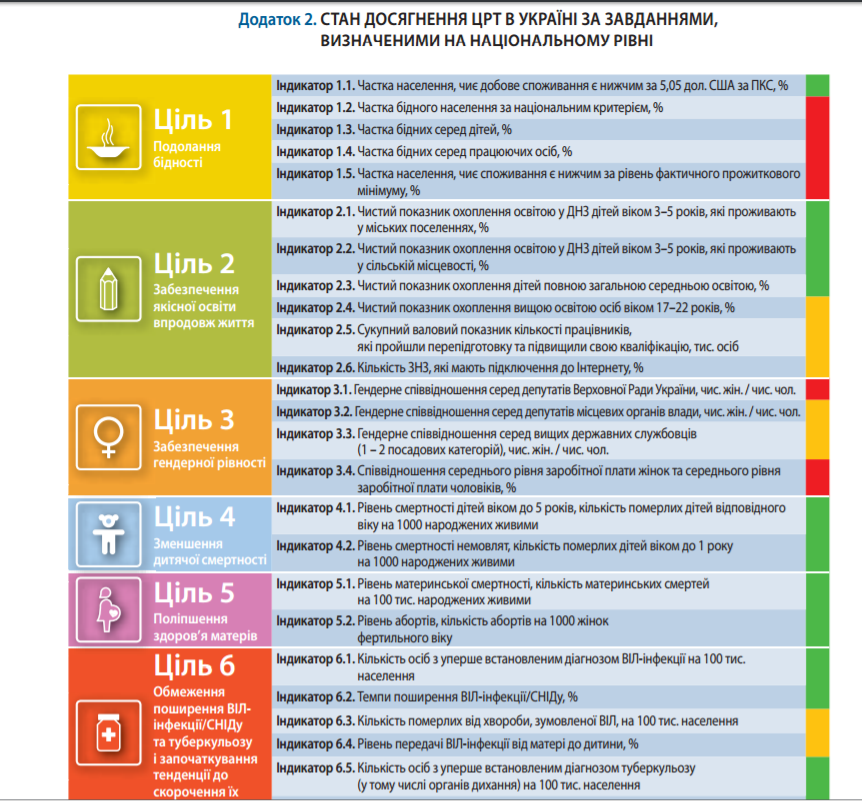 Додаток 2. СТАН ДОСЯГНЕННЯ ЦРТ В УКРАЇНІ ЗА ЗАВДАННЯМИ,
ВИЗНАЧЕНИМИ НА НАЦІОНАЛЬНОМУ РІВНІ
Ціль 1
Подолання
бідності
Індикатор 1.1. Частка населення, чиє добове споживання є нижчим за 5,05 дол. США за ПКС, %
Індикатор 1.2. Частка бідного населення за національним критерієм, %
Індикатор 1.3. Частка бідних серед дітей, %
Індикатор 1.4. Частка бідних серед працюючих осіб, %
Індикатор 1.5. Частка населення, чиє споживання є нижчим за рівень фактичного прожиткового
мінімуму, %
Ціль 2
Забезпечення
якісної освіти
впродовж життя
Індикатор 2.1. Чистий показник охоплення освітою у ДНЗ дітей віком 3–5 років, які проживають
у міських поселеннях, %
Індикатор 2.2. Чистий показник охоплення освітою у ДНЗ дітей віком 3–5 років, які проживають
у сільській місцевості, %
Індикатор 2.3. Чистий показник охоплення дітей повною загальною середньою освітою, %
Індикатор 2.4. Чистий показник охоплення вищою освітою осіб віком 17–22 років, %
Індикатор 2.5. Сукупний валовий показник кількості працівників,
які пройшли перепідготовку та підвищили свою кваліфікацію, тис. осіб
Індикатор 2.6. Кількість ЗНЗ, які мають підключення до Інтернету, %
Ціль 3
Забезпечення
гендерної рівності
Індикатор 3.1. Гендерне співвідношення серед депутатів Верховної Ради України, чис. жін. / чис. чол.
Індикатор 3.2. Гендерне співвідношення серед депутатів місцевих органів влади, чис. жін. / чис. чол.
Індикатор 3.3. Гендерне співвідношення серед вищих державних службовців
(1 – 2 посадових категорій), чис. жін. / чис. чол.
Індикатор 3.4. Співвідношення середнього рівня заробітної плати жінок та середнього рівня
заробітної плати чоловіків, %
Ціль 4
Зменшення
дитячої смертності
Індикатор 4.1. Рівень смертності дітей віком до 5 років, кількість померлих дітей відповідного
віку на 1000 народжених живими
Індикатор 4.2. Рівень смертності немовлят, кількість померлих дітей віком до 1 року
на 1000 народжених живими
Ціль 5
Поліпшення
здоров’я матерів
Індикатор 5.1. Рівень материнської смертності, кількість материнських смертей
на 100 тис. народжених живими
Індикатор 5.2. Рівень абортів, кількість абортів на 1000 жінок
фертильного віку
Ціль 6
Обмеження
поширення ВІЛ-
інфекції/СНІДу
та туберкульозу
і започаткування
тенденції до
скорочення їх
Індикатор 6.1. Кількість осіб з уперше встановленим діагнозом ВІЛ-інфекції на 100 тис.
населення
Індикатор 6.2. Темпи поширення ВІЛ-інфекції/СНІДу, %
Індикатор 6.3. Кількість померлих від хвороби, зумовленої ВІЛ, на 100 тис. населення
Індикатор 6.4. Рівень передачі ВІЛ-інфекції від матері до дитини, %
Індикатор 6.5. Кількість осіб з уперше встановленим діагнозом туберкульозу
(у тому числі органів дихання) на 100 тис. населення